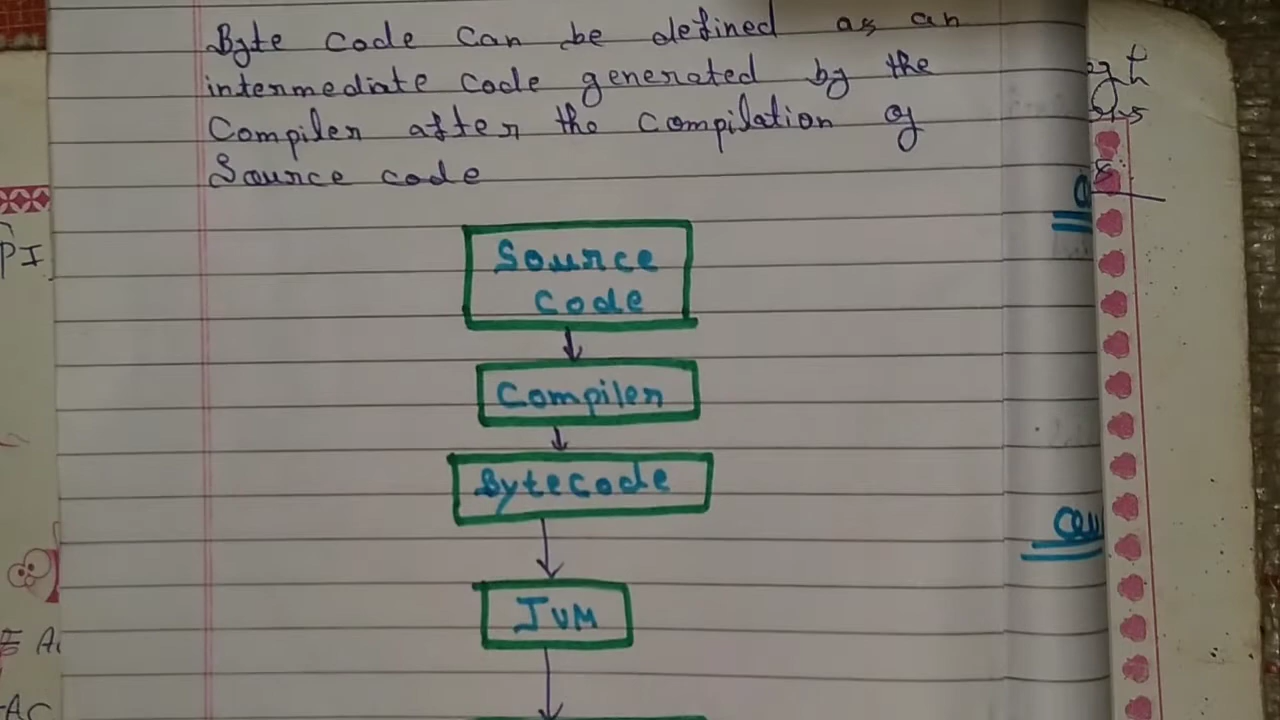 Byte code can be defined as an
intermediate code generated by the
Compiler after the compilation of
Source code
Source
code
Compiler
Bytecode
JVM
PI